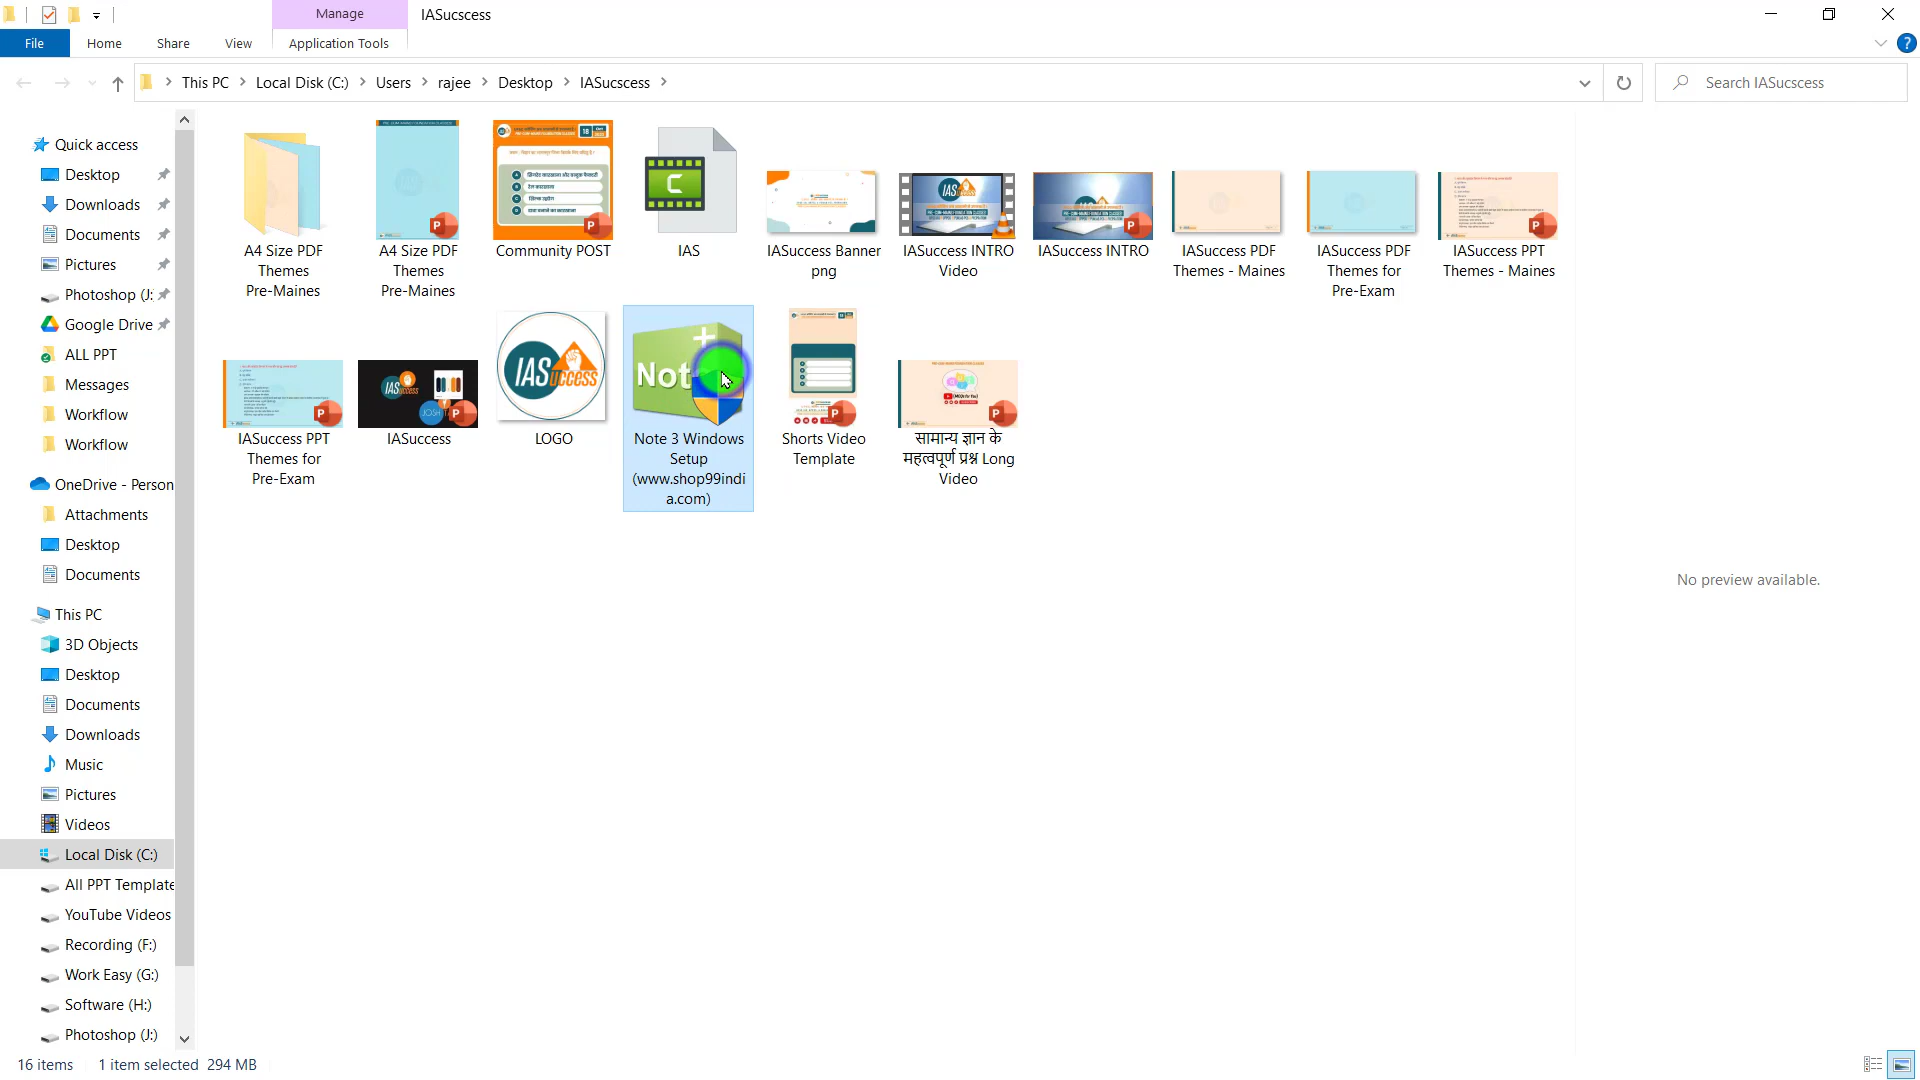 Manage
IASucscess
File
Home
Share
View
Application Tools
This PC
Local Disk (C:)
Users
rajee
Desktop
IASucscess
Search IASucscess
Quick access
Desktop
Downloads
Documents
Pictures
Photoshop (J:
Google Drive
ALL PPT
Messages
Workflow
Workflow
OneDrive - Person
Attachments
Desktop
Documents
This PC
3D Objects
Desktop
Documents
Downloads
Music
Pictures
Videos
Local Disk (C:)
All PPT Template
YouTube Videos
Recording (F:)
Work Easy (G:)
Software (H:)
Photoshop (J:)
A4 Size PDF
Themes
Pre-Maines
A4 Size PDF
Themes
Pre-Maines
Community POST
IAS
IASuccess Banner
png
IASuccess INTRO
Video
IASuccess INTRO
IASuccess PDF
Themes - Maines
IASuccess PDF
Themes for
Pre-Exam
IASuccess PPT
Themes - Maines
IASuccess PPT
Themes for
Pre-Exam
IASuccess
IASuccess
LOGO
Note 3 Windows
Setup
(www.shop99indi
a.com)
Shorts Video
Template
सामान्य ज्ञान के
महत्वपूर्ण प्रश्न Long
Video
No preview available.
16 items
1 item selected 294 MB